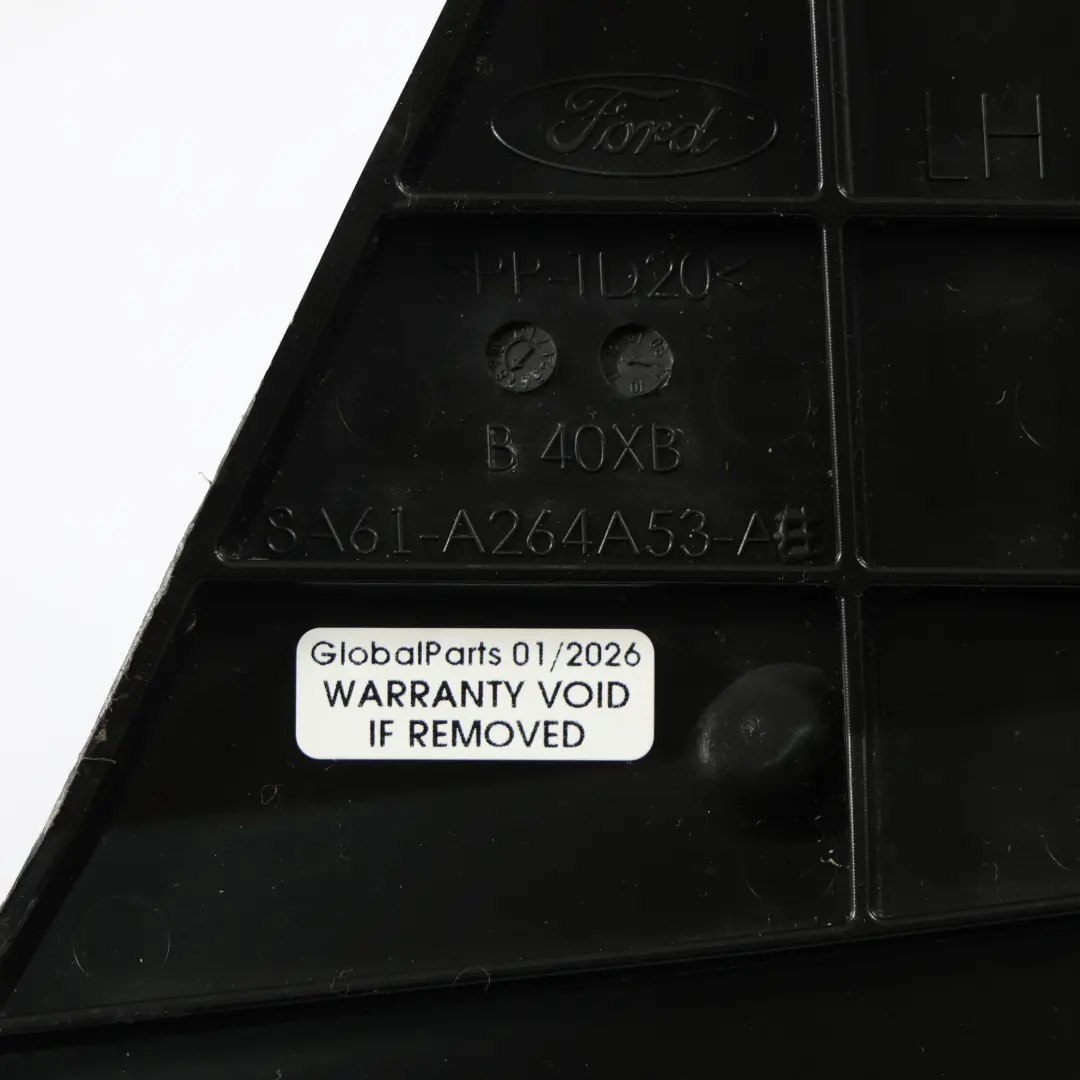 Ford
LH
PP-TD20<
B 40XB
8A61-A264A53-A
GlobalParts 01/2026
WARRANTY VOID
IF REMOVED